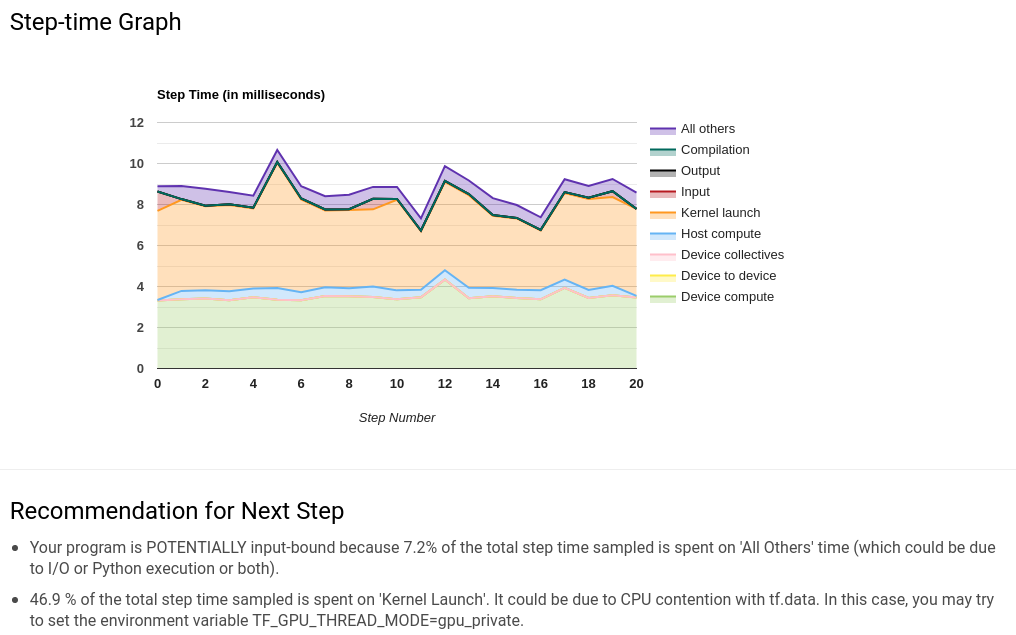 Step-time Graph
Step Time (in milliseconds)
12
10
8
6
4
2
0
0 2 4 6 8 10 12 14 16 18 20
Step Number
All others
Compilation
Output
Input
Kernel launch
Host compute
Device collectives
Device to device
Device compute
Recommendation for Next Step
• Your program is POTENTIALLY input-bound because 7.2% of the total step time sampled is spent on 'All Others' time (which could be due
to I/O or Python execution or both).
• 46.9 % of the total step time sampled is spent on 'Kernel Launch'. It could be due to CPU contention with tf.data. In this case, you may try
to set the environment variable TF_GPU_THREAD_MODE=gpu_private.